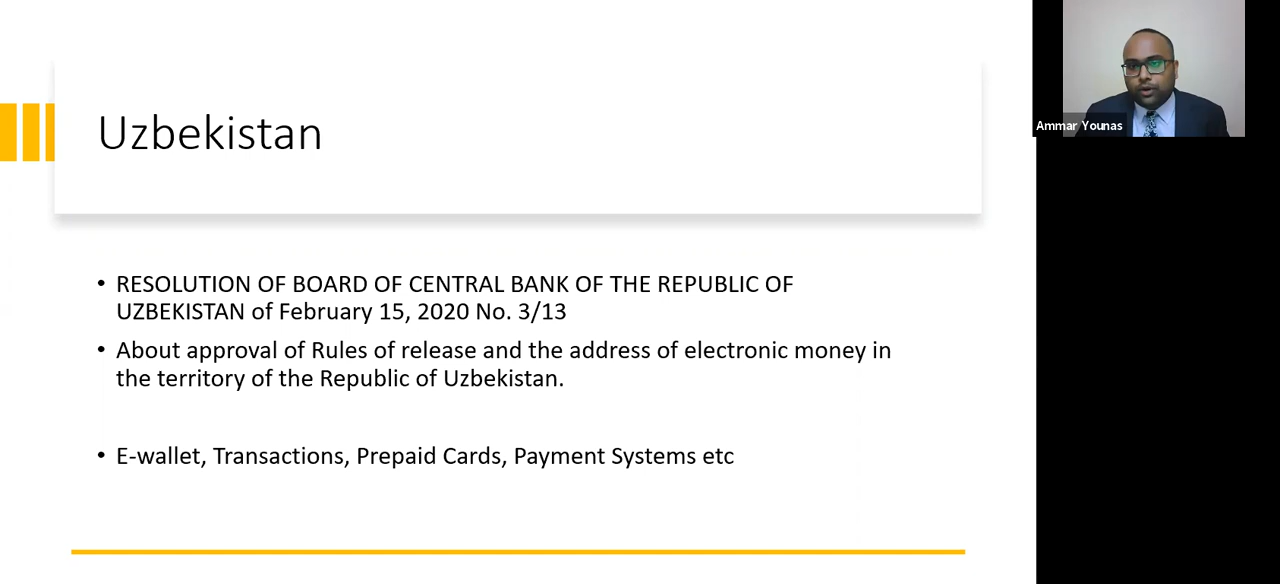 Uzbekistan
• RESOLUTION OF BOARD OF CENTRAL BANK OF THE REPUBLIC OF
UZBEKISTAN of February 15, 2020 No. 3/13
• About approval of Rules of release and the address of electronic money in
the territory of the Republic of Uzbekistan.
• E-wallet, Transactions, Prepaid Cards, Payment Systems etc
Ammar Younas